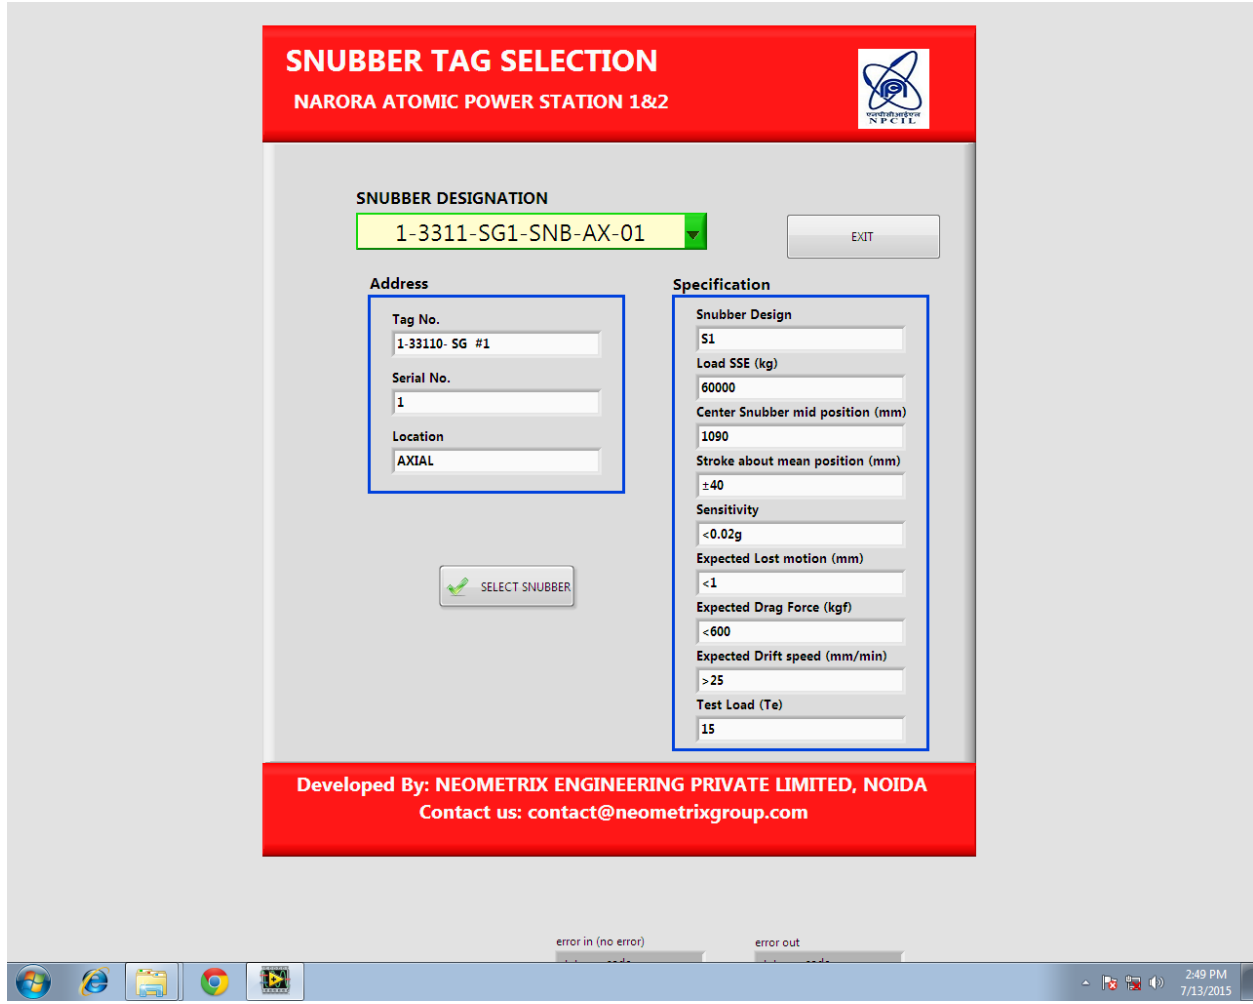 SNUBBER TAG SELECTION
NARORA ATOMIC POWER STATION 1&2
एनपीसीआईएल
NPCIL
SNUBBER DESIGNATION
1-3311-SG1-SNB-AX-01
EXIT
Address
Tag No.
1-33110- SG  #1
Serial No.
1
Location
AXIAL
SELECT SNUBBER
Specification
Snubber Design
S1
Load SSE (kg)
60000
Center Snubber mid position (mm)
1090
Stroke about mean position (mm)
±40
Sensitivity
<0.02g
Expected Lost motion (mm)
<1
Expected Drag Force (kgf)
<600
Expected Drift speed (mm/min)
>25
Test Load (Te)
15
Developed By: NEOMETRIX ENGINEERING PRIVATE LIMITED, NOIDA
Contact us: contact@neometrixgroup.com
error in (no error)
error out
2:49 PM
7/13/2015